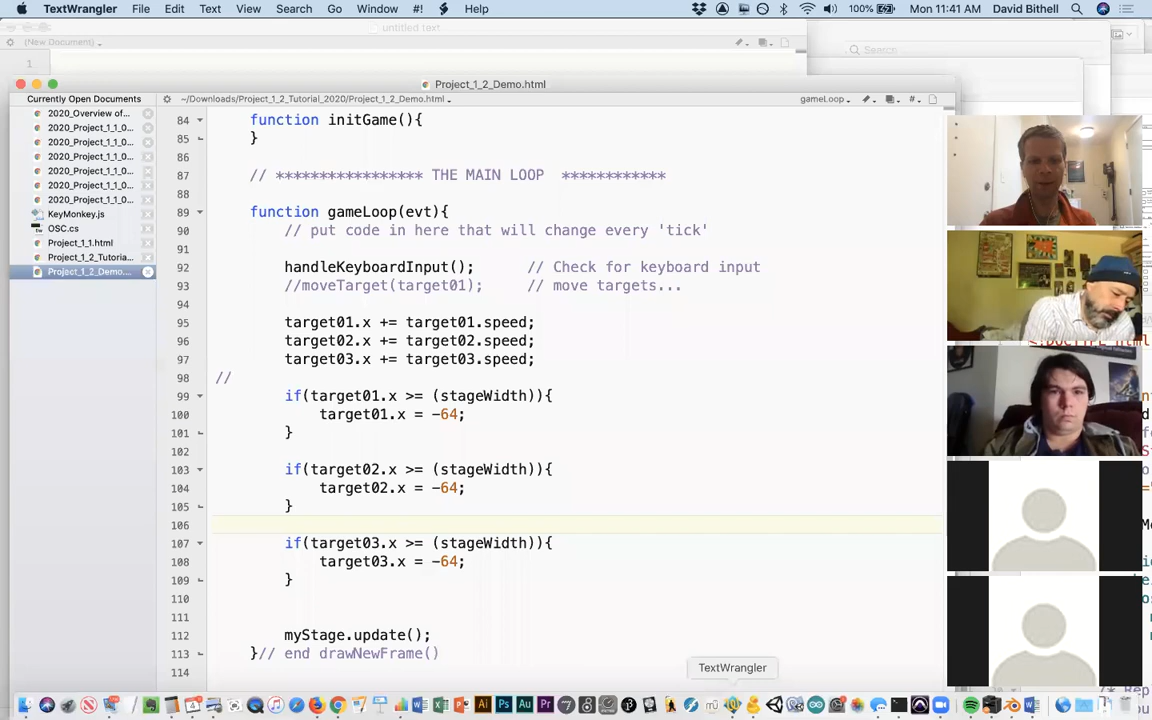 TextWrangler File Edit Text View Search Go Window #! Help 100% Mon 11:41 AM David Bithell
untitled text
(New Document)
Search
1
Project_1_2_Demo.html
Currently Open Documents
~/Downloads/Project_1_2_Tutorial_2020/Project_1_2_Demo.html
gameLoop
2020_Overview of...
2020_Project_1_1_0...
2020_Project_1_1_0...
2020_Project_1_1_0...
2020_Project_1_1_0...
2020_Project_1_1_0...
2020_Project_1_1_0...
KeyMonkey.js
OSC.cs
Project_1_1.html
Project_1_2_Tutoria...
Project_1_2_Demo...
84 function initGame(){
85 }
86
87 // ***************** THE MAIN LOOP ************
88
89 function gameLoop(evt){
90 // put code in here that will change every 'tick'
91
92 handleKeyboardInput(); // Check for keyboard input
93 //moveTarget(target01); // move targets...
94
95 target01.x += target01.speed;
96 target02.x += target02.speed;
97 target03.x += target03.speed;
98 //
99 if(target01.x >= (stageWidth)){
100 target01.x = -64;
101 }
102
103 if(target02.x >= (stageWidth)){
104 target02.x = -64;
105 }
106
107 if(target03.x >= (stageWidth)){
108 target03.x = -64;
109 }
110
111
112 myStage.update();
113 }// end drawNewFrame()
114
TextWrangler